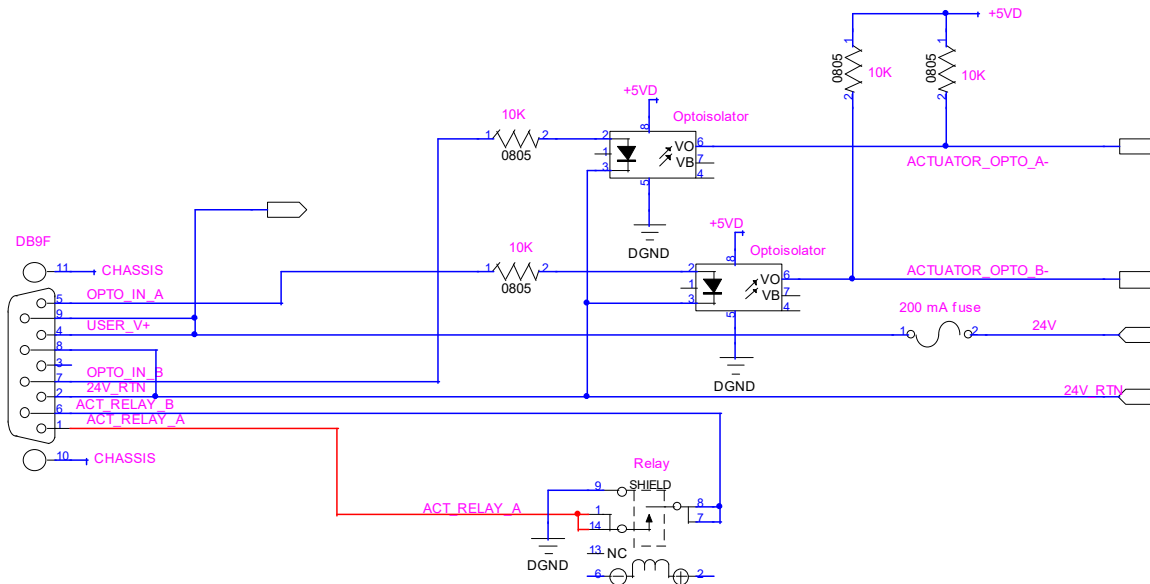 +5VD
1
1
0805
10K
0805
10K
2
2
+5VD
10K
Optoisolator
8
1
2
2
VO
6
0805
1
VB
7
3
4
ACTUATOR_OPTO_A-
5
+5VD
DGND
DB9F
10K
Optoisolator
8
11
CHASSIS
1
2
2
VO
6
ACTUATOR_OPTO_B-
0805
1
VB
7
5
OPTO_IN_A
3
4
9
5
200 mA fuse
4
USER_V+
1
2
24V
8
3
DGND
7
OPTO_IN_B
2
24V_RTN
24V_RTN
6
ACT_RELAY_B
1
ACT_RELAY_A
10
CHASSIS
Relay
9
SHIELD
1
ACT_RELAY_A
8
14
7
DGND
13
NC
6
2